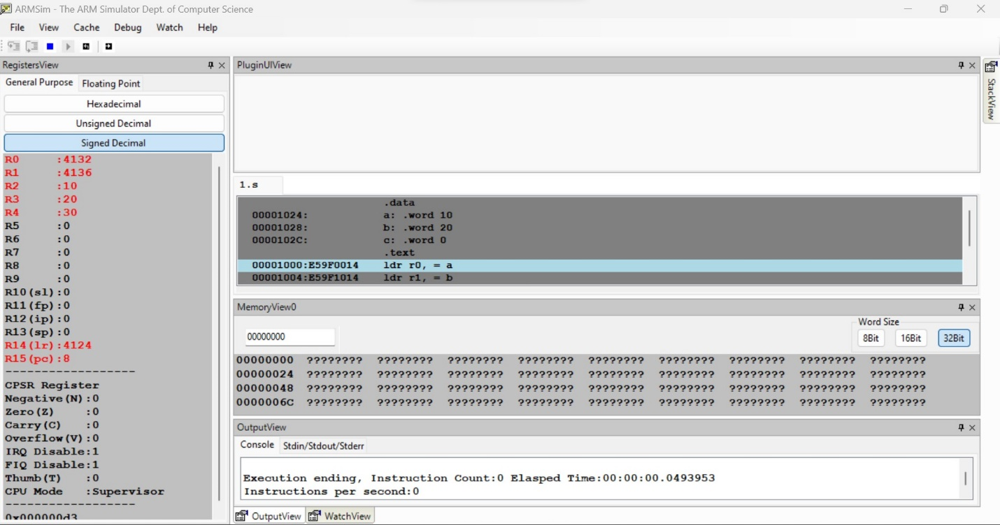 ARMSim - The ARM Simulator Dept. of Computer Science
File View Cache Debug Watch Help
RegistersView
General Purpose Floating Point
Hexadecimal
Unsigned Decimal
Signed Decimal
R0 :4132
R1 :4136
R2 :10
R3 :20
R4 :30
R5 :0
R6 :0
R7 :0
R8 :0
R9 :0
R10(sl):0
R11(fp):0
R12(ip):0
R13(sp):0
R14(lr):4124
R15(pc):8
-------------------
CPSR Register
Negative(N):0
Zero(Z) :0
Carry(C) :0
Overflow(V):0
IRQ Disable:1
FIQ Disable:1
Thumb(T) :0
CPU Mode :Supervisor
-------------------
0x000000d3
PluginUIView
1.s
.data
00001024: a: .word 10
00001028: b: .word 20
0000102C: c: .word 0
.text
00001000:E59F0014 ldr r0, = a
00001004:E59F1014 ldr r1, = b
MemoryView0
00000000
Word Size
8Bit 16Bit 32Bit
00000000 ???????? ???????? ???????? ???????? ???????? ???????? ???????? ???????? ????????
00000024 ???????? ???????? ???????? ???????? ???????? ???????? ???????? ???????? ????????
00000048 ???????? ???????? ???????? ???????? ???????? ???????? ???????? ???????? ????????
0000006C ???????? ???????? ???????? ???????? ???????? ???????? ???????? ???????? ????????
OutputView
Console Stdin/Stdout/Stderr
Execution ending, Instruction Count:0 Elasped Time:00:00:00.0493953
Instructions per second:0
OutputView WatchView
StackView